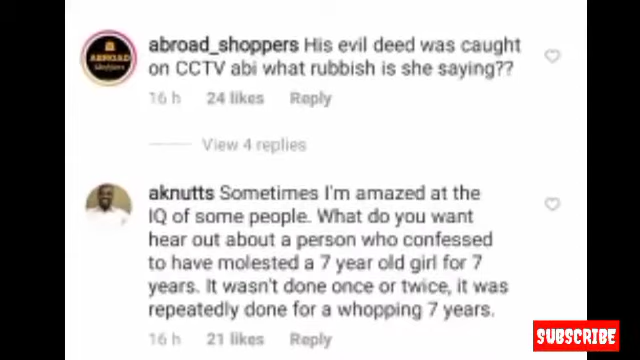 abroad_shoppers His evil deed was caught
on CCTV abi what rubbish is she saying??
16 h 24 likes Reply
View 4 replies
aknutts Sometimes I'm amazed at the
IQ of some people. What do you want
hear out about a person who confessed
to have molested a 7 year old girl for 7
years. It wasn't done once or twice, it was
repeatedly done for a whopping 7 years.
16 h 21 likes Reply
SUBSCRIBE